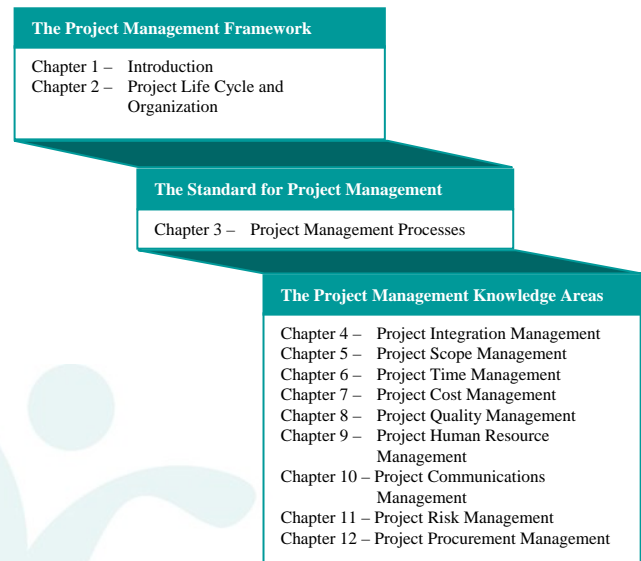 The Project Management Framework
Chapter 1 – Introduction
Chapter 2 – Project Life Cycle and
Organization
The Standard for Project Management
Chapter 3 – Project Management Processes
The Project Management Knowledge Areas
Chapter 4 – Project Integration Management
Chapter 5 – Project Scope Management
Chapter 6 – Project Time Management
Chapter 7 – Project Cost Management
Chapter 8 – Project Quality Management
Chapter 9 – Project Human Resource
Management
Chapter 10 – Project Communications
Management
Chapter 11 – Project Risk Management
Chapter 12 – Project Procurement Management